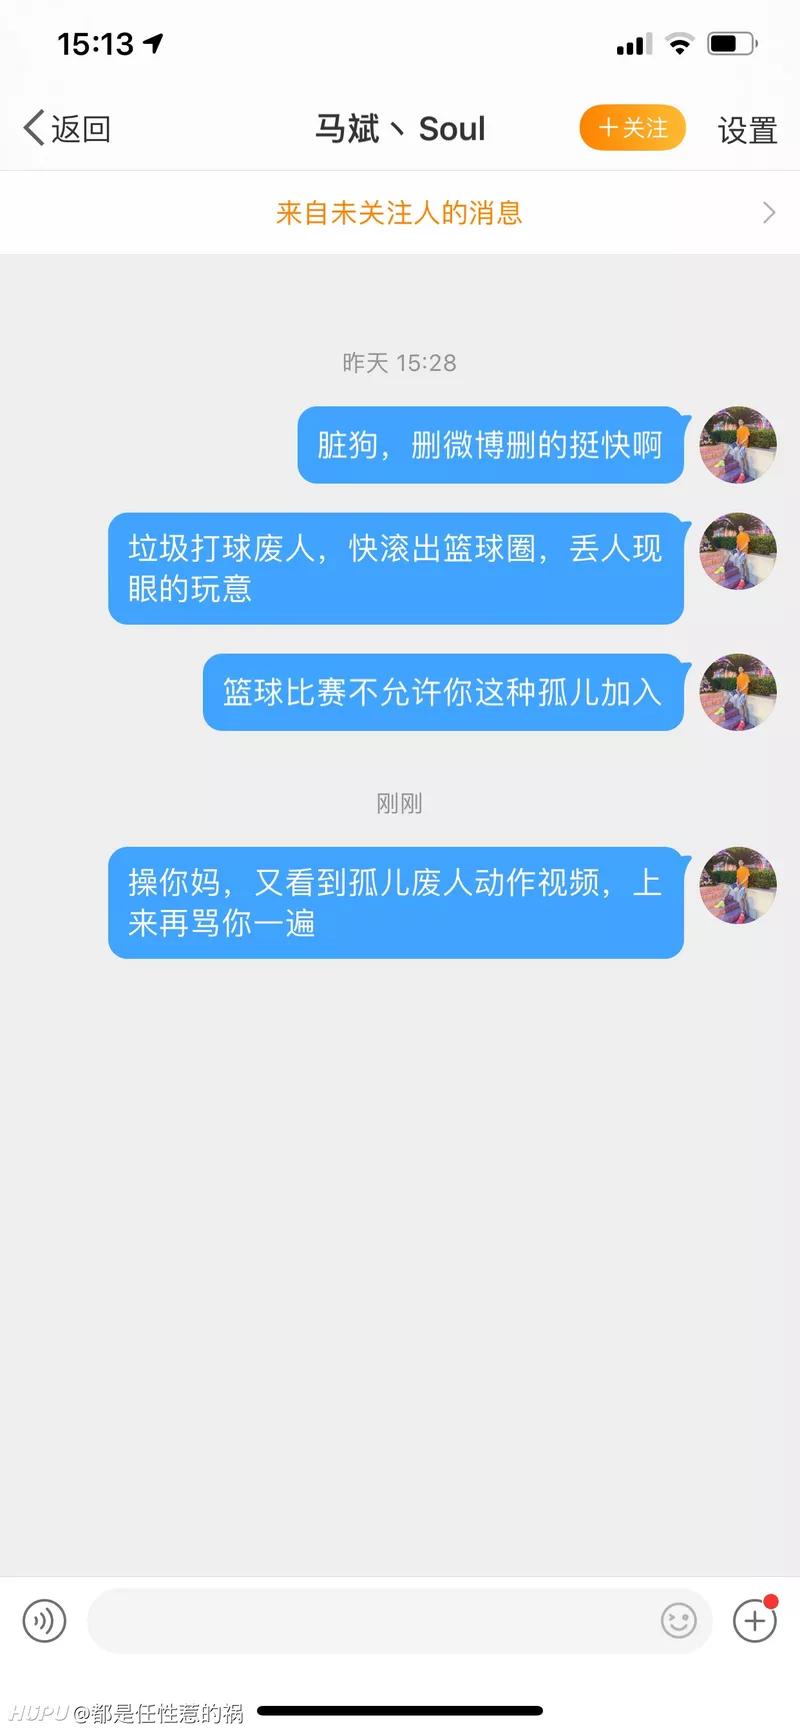 15:13
返回
马斌丶Soul
+关注
设置
来自未关注人的消息
昨天 15:28
脏狗，删微博删的挺快啊
垃圾打球废人，快滚出篮球圈，丢人现
眼的玩意
篮球比赛不允许你这种孤儿加入
刚刚
操你妈，又看到孤儿废人动作视频，上
来再骂你一遍
HUPU @都是任性惹的祸